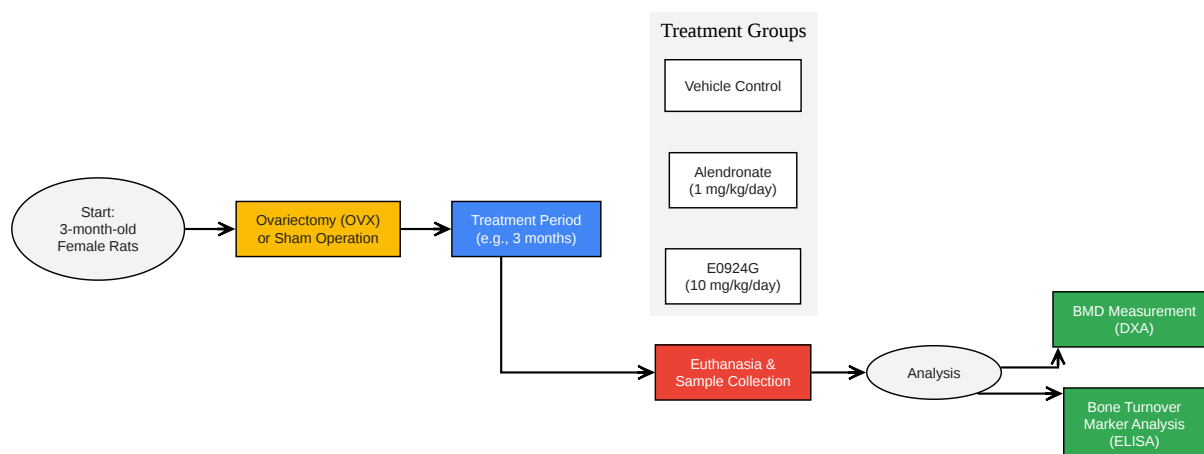 Treatment Groups
Vehicle Control
Alendronate
(1 mg/kg/day)
E0924G
(10 mg/kg/day)
Start:
3-month-old
Female Rats
Ovariectomy (OVX)
or Sham Operation
Treatment Period
(e.g., 3 months)
Euthanasia &
Sample Collection
Analysis
BMD Measurement
(DXA)
Bone Turnover
Marker Analysis
(ELISA)